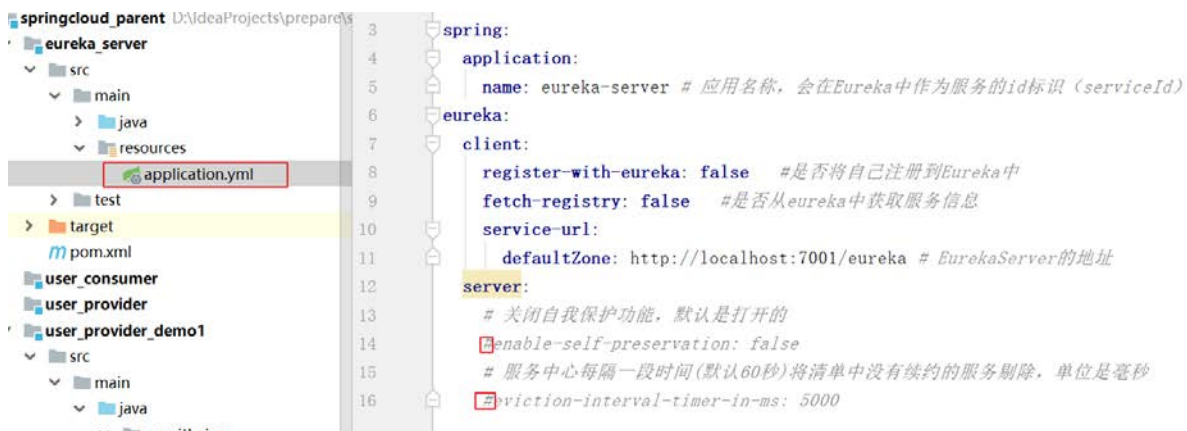 springcloud_parent D:\IdeaProjects\prepare\s
eureka_server
src
main
java
resources
application.yml
test
target
pom.xml
user_consumer
user_provider
user_provider_demo1
src
main
java
3 spring:
4 application:
5 name: eureka-server # 应用名称，会在Eureka中作为服务的id标识（serviceId）
6 eureka:
7 client:
8 register-with-eureka: false #是否将自己注册到Eureka中
9 fetch-registry: false #是否从eureka中获取服务信息
10 service-url:
11 defaultZone: http://localhost:7001/eureka # EurekaServer的地址
12 server:
13 # 关闭自我保护功能，默认是打开的
14 #enable-self-preservation: false
15 # 服务中心每隔一段时间(默认60秒)将清单中没有续约的服务剔除，单位是毫秒
16 #eviction-interval-timer-in-ms: 5000